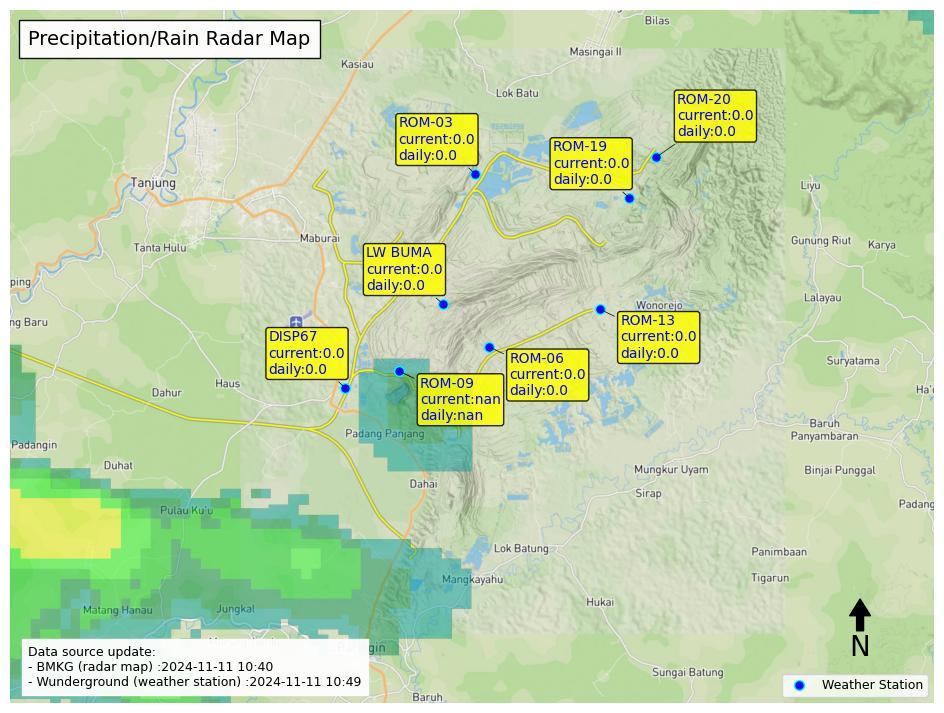 Precipitation/Rain Radar Map
Bilas
Masingai II
Kasiau
Lok Batu
ROM-20
current:0.0
daily:0.0
ROM-03
current:0.0
daily:0.0
ROM-19
current:0.0
daily:0.0
Tanjung
Liyu
Maburai
Tanta Hulu
Gunung Riut
Karya
LW BUMA
current:0.0
daily:0.0
ping
Lalayau
Wonorejo
ng Baru
ROM-13
current:0.0
daily:0.0
DISP67
current:0.0
daily:0.0
ROM-06
current:0.0
daily:0.0
Suryatama
Haus
ROM-09
current:nan
daily:nan
Dahur
Ha'
Baruh
Panyambaran
Padang Panjang
Padangin
Duhat
Mungkur Uyam
Binjai Punggal
Dahai
Sirap
Padang
Pulau Ku'u
Lok Batung
Panimbaan
Mangkayahu
Tigarun
Matang Hanau
Jungkal
Hukai
N
Data source update:
- BMKG (radar map) :2024-11-11 10:40
- Wunderground (weather station) :2024-11-11 10:49
Sungai Batung
Weather Station
Baruh